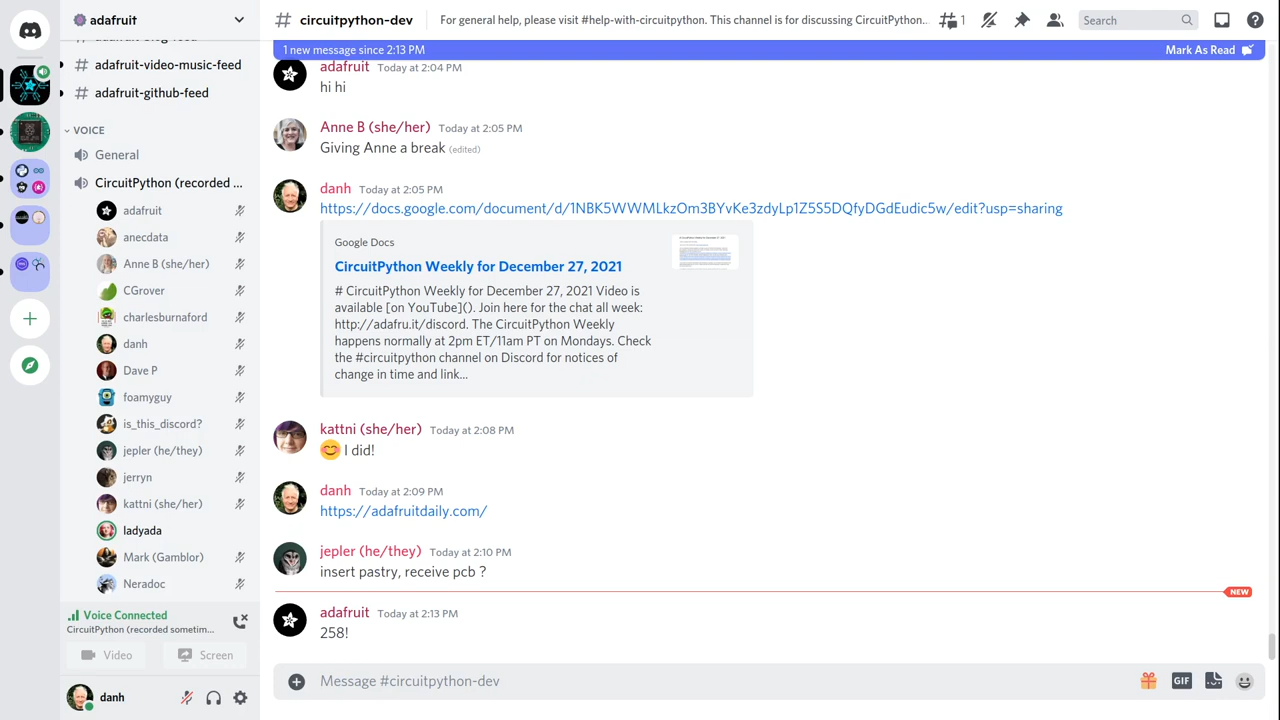 adafruit
adafruit-video-music-feed
adafruit-github-feed
VOICE
General
CircuitPython (recorded ...
adafruit
anecdata
Anne B (she/her)
CGrover
charlesburnaford
danh
Dave P
foamyguy
is_this_discord?
jepler (he/they)
jerryn
kattni (she/her)
ladyada
Mark (Gamblor)
Neradoc
Voice Connected
CircuitPython (recorded sometim...
Video
Screen
danh
circuitpython-dev
For general help, please visit #help-with-circuitpython. This channel is for discussing CircuitPython...
1
Search
1 new message since 2:13 PM
Mark As Read
adafruit Today at 2:04 PM
hi hi
Anne B (she/her) Today at 2:05 PM
Giving Anne a break (edited)
danh Today at 2:05 PM
https://docs.google.com/document/d/1NBK5WWMLkzOm3BYvKe3zdyLp1Z5S5DQfyDGdEudic5w/edit?usp=sharing
Google Docs
CircuitPython Weekly for December 27, 2021
# CircuitPython Weekly for December 27, 2021 Video is
available [on YouTube](). Join here for the chat all week:
http://adafru.it/discord. The CircuitPython Weekly
happens normally at 2pm ET/11am PT on Mondays. Check
the #circuitpython channel on Discord for notices of
change in time and link...
kattni (she/her) Today at 2:08 PM
😊 I did!
danh Today at 2:09 PM
https://adafruitdaily.com/
jepler (he/they) Today at 2:10 PM
insert pastry, receive pcb ?
NEW
adafruit Today at 2:13 PM
258!
Message #circuitpython-dev
GIF